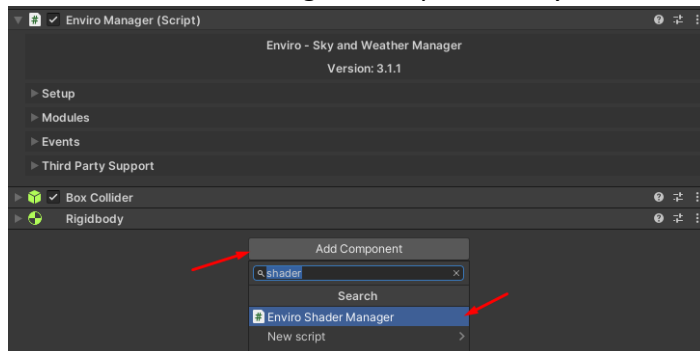 Enviro Manager (Script)
Enviro - Sky and Weather Manager
Version: 3.1.1
Setup
Modules
Events
Third Party Support
Box Collider
Rigidbody
Add Component
shader
Search
Enviro Shader Manager
New script